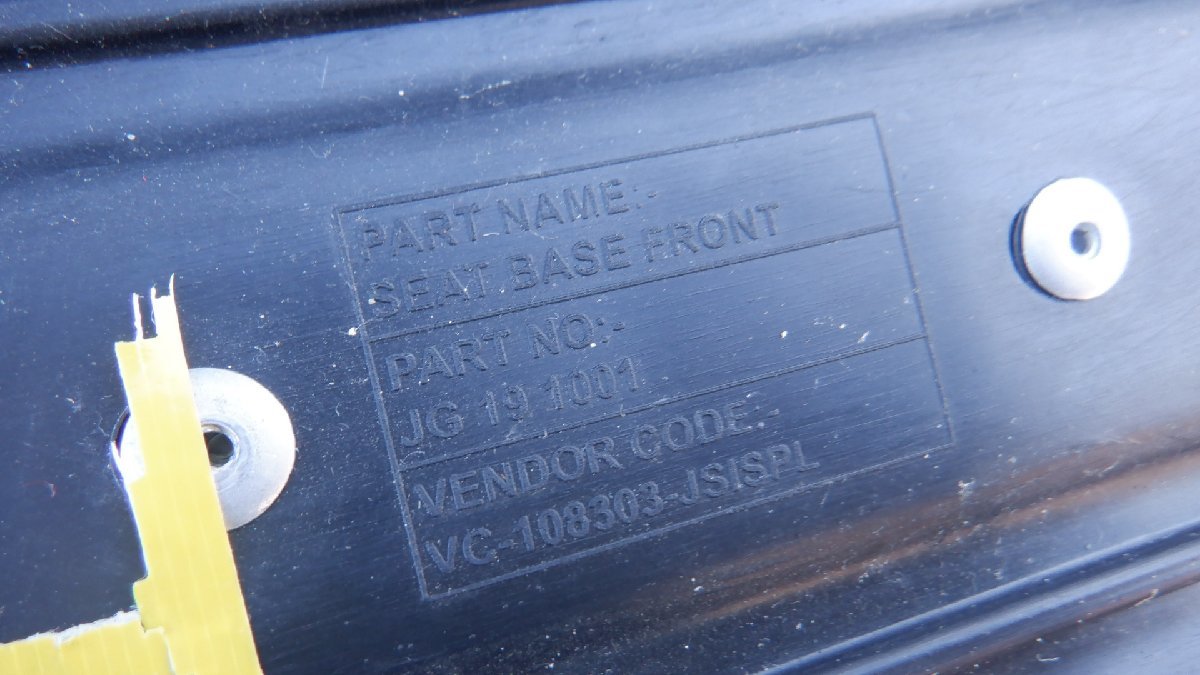 PART NAME:-
SEAT BASE FRONT
PART NO:-
JG 19 1001
VENDOR CODE:-
VC-108303-JSISPL